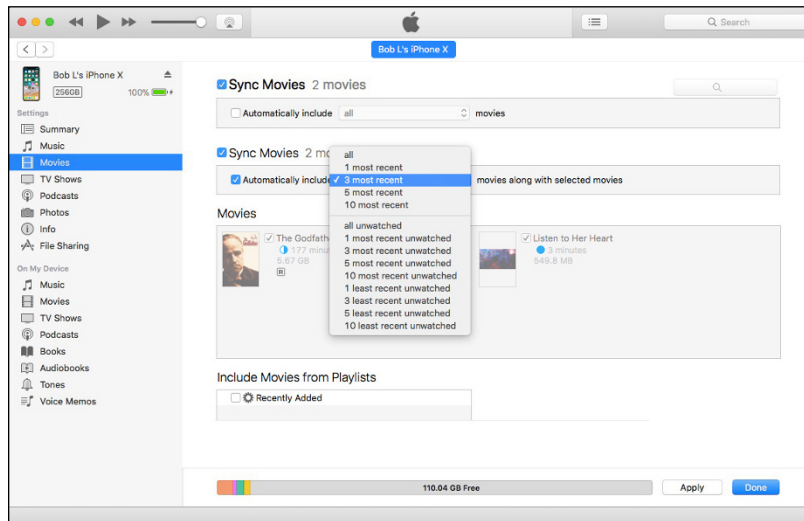 Search
Bob L's iPhone X
Bob L's iPhone X
256GB 100%
Settings
Summary
Music
Movies
TV Shows
Podcasts
Photos
Info
File Sharing
On My Device
Music
Movies
TV Shows
Podcasts
Books
Audiobooks
Tones
Voice Memos
Sync Movies 2 movies
Automatically include all movies
Sync Movies 2 mo
Automatically include 3 most recent movies along with selected movies
all
1 most recent
3 most recent
5 most recent
10 most recent
all unwatched
1 most recent unwatched
3 most recent unwatched
5 most recent unwatched
10 most recent unwatched
1 least recent unwatched
3 least recent unwatched
5 least recent unwatched
10 least recent unwatched
Movies
The Godfath
177 minu
5.67 GB
R
Listen to Her Heart
3 minutes
549.8 MB
Include Movies from Playlists
Recently Added
110.04 GB Free
Apply
Done